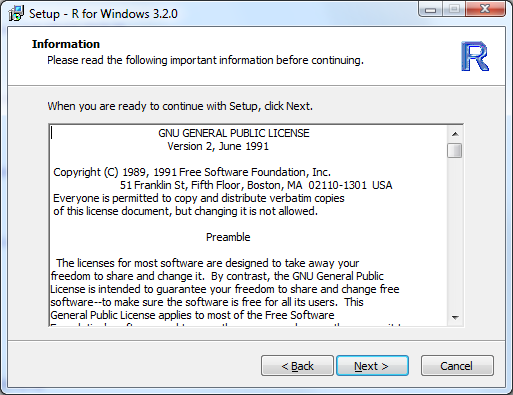 Setup - R for Windows 3.2.0
Information
Please read the following important information before continuing.
R
When you are ready to continue with Setup, click Next.
GNU GENERAL PUBLIC LICENSE
Version 2, June 1991
Copyright (C) 1989, 1991 Free Software Foundation, Inc.
51 Franklin St, Fifth Floor, Boston, MA  02110-1301  USA
Everyone is permitted to copy and distribute verbatim copies
of this license document, but changing it is not allowed.
Preamble
The licenses for most software are designed to take away your
freedom to share and change it.  By contrast, the GNU General Public
License is intended to guarantee your freedom to share and change free
software--to make sure the software is free for all its users.  This
General Public License applies to most of the Free Software
< Back
Next >
Cancel